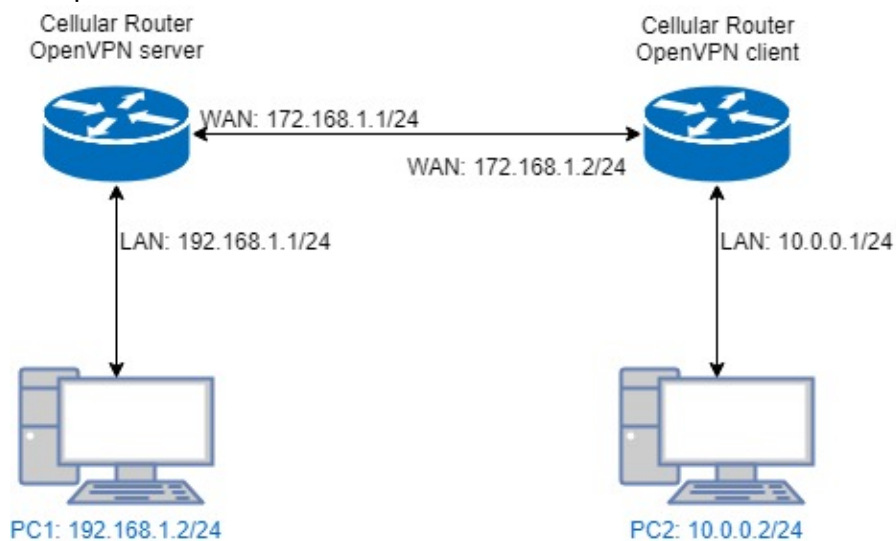 Cellular Router
OpenVPN server
Cellular Router
OpenVPN client
WAN: 172.168.1.1/24
WAN: 172.168.1.2/24
LAN: 192.168.1.1/24
LAN: 10.0.0.1/24
PC1: 192.168.1.2/24
PC2: 10.0.0.2/24